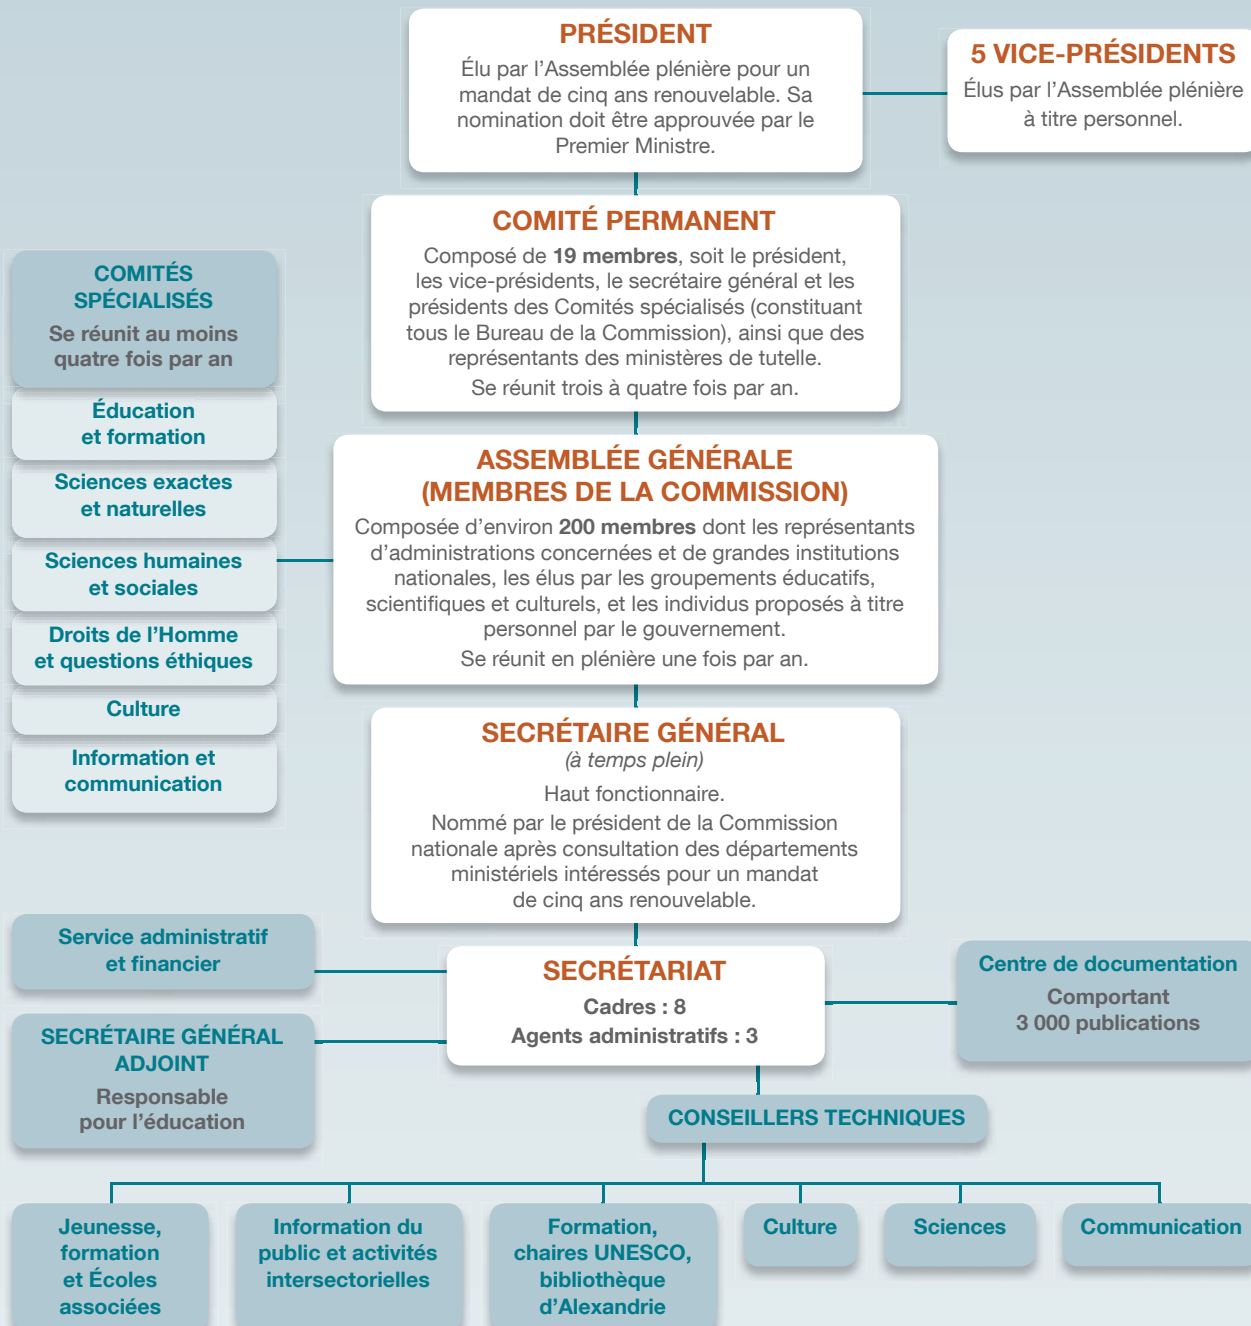 PRÉSIDENT
Élu par l'Assemblée plénière pour un
mandat de cinq ans renouvelable. Sa
nomination doit être approuvée par le
Premier Ministre.
5 VICE-PRÉSIDENTS
Élus par l'Assemblée plénière
à titre personnel.
COMITÉ PERMANENT
Composé de 19 membres, soit le président,
les vice-présidents, le secrétaire général et les
présidents des Comités spécialisés (constituant
tous le Bureau de la Commission), ainsi que des
représentants des ministères de tutelle.
Se réunit trois à quatre fois par an.
COMITÉS
SPÉCIALISÉS
Se réunit au moins
quatre fois par an
Éducation
et formation
Sciences exactes
et naturelles
Sciences humaines
et sociales
Droits de l'Homme
et questions éthiques
Culture
Information et
communication
ASSEMBLÉE GÉNÉRALE
(MEMBRES DE LA COMMISSION)
Composée d'environ 200 membres dont les représentants
d'administrations concernées et de grandes institutions
nationales, les élus par les groupements éducatifs,
scientifiques et culturels, et les individus proposés à titre
personnel par le gouvernement.
Se réunit en plénière une fois par an.
SECRÉTAIRE GÉNÉRAL
(à temps plein)
Haut fonctionnaire.
Nommé par le président de la Commission
nationale après consultation des départements
ministériels intéressés pour un mandat
de cinq ans renouvelable.
Service administratif
et financier
SECRÉTAIRE GÉNÉRAL
ADJOINT
Responsable
pour l'éducation
SECRÉTARIAT
Cadres : 8
Agents administratifs : 3
Centre de documentation
Comportant
3 000 publications
CONSEILLERS TECHNIQUES
Jeunesse,
formation
et Écoles
associées
Information du
public et activités
intersectorielles
Formation,
chaires UNESCO,
bibliothèque
d'Alexandrie
Culture
Sciences
Communication